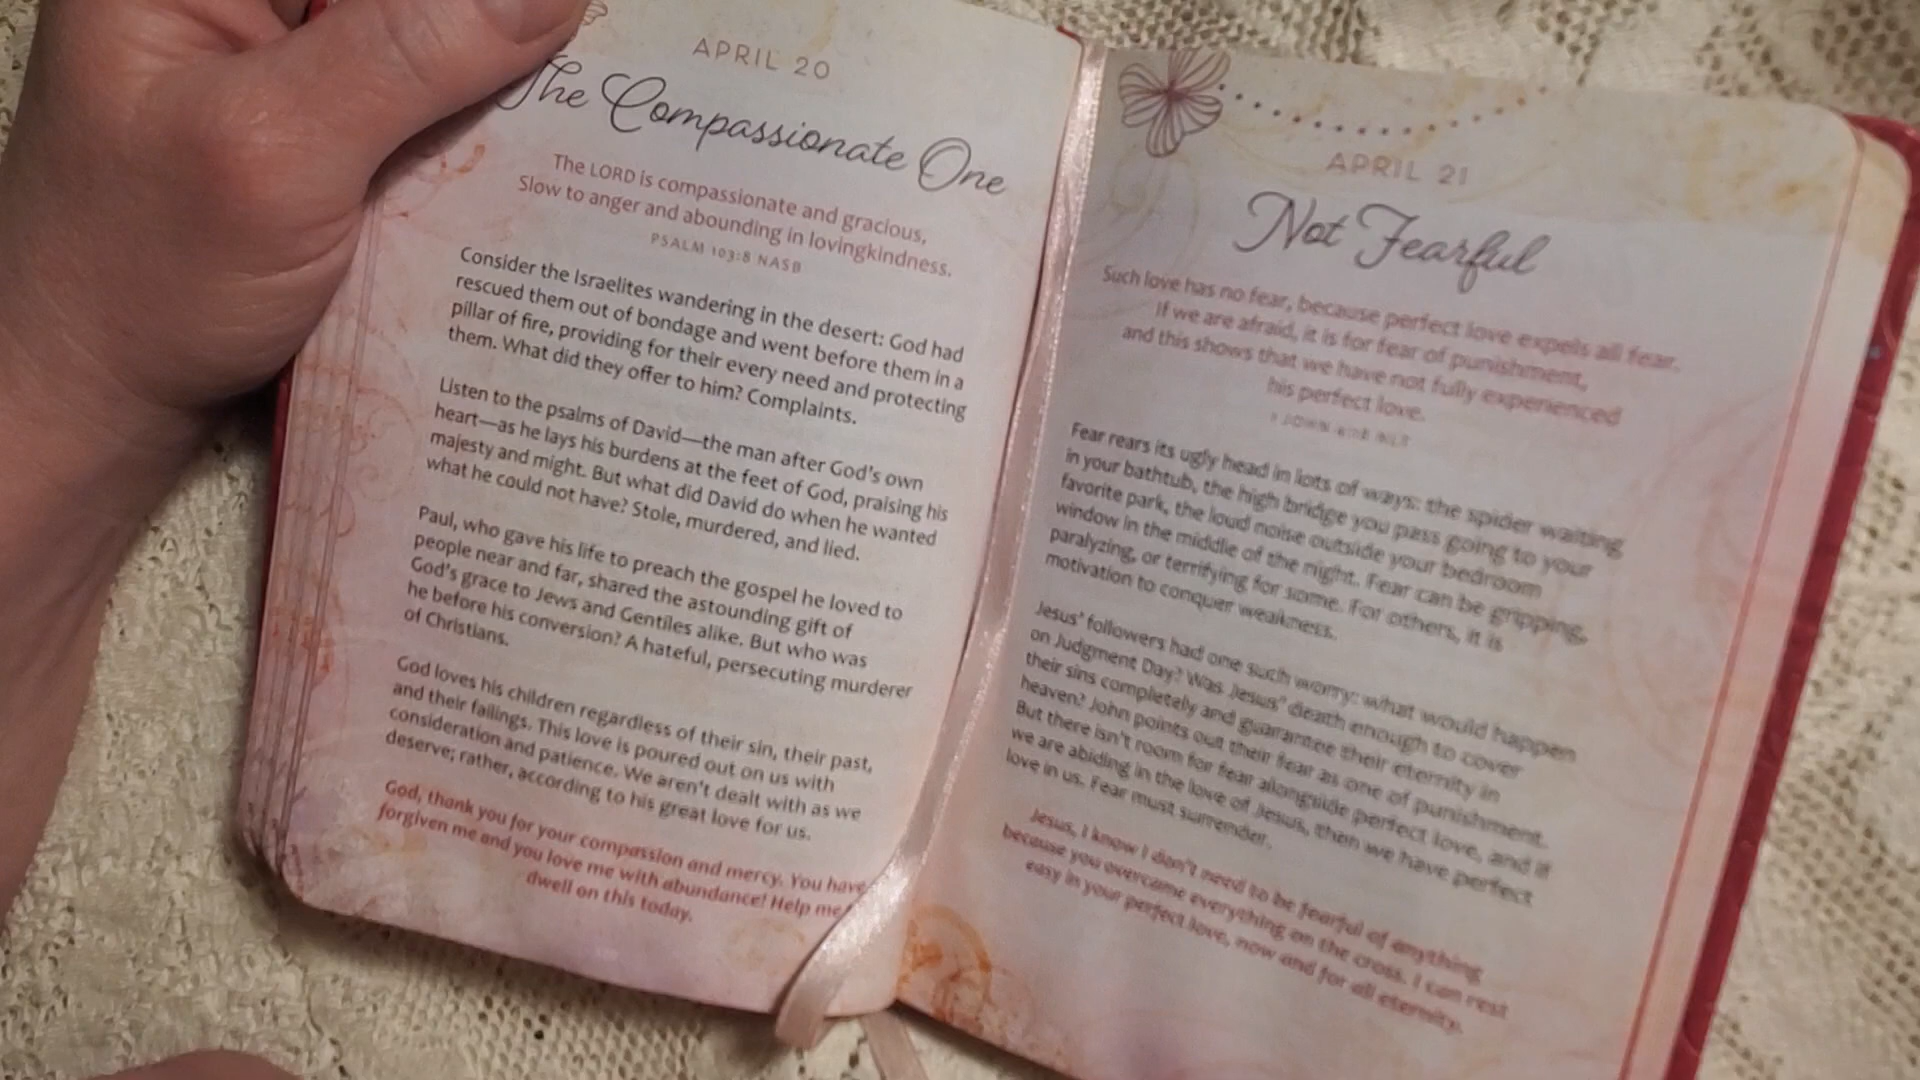 APRIL 20
The Compassionate One
The LORD is compassionate and gracious,
Slow to anger and abounding in lovingkindness.
PSALM 103:8 NASB
Consider the Israelites wandering in the desert: God had
rescued them out of bondage and went before them in a
pillar of fire, providing for their every need and protecting
them. What did they offer to him? Complaints.
Listen to the psalms of David—the man after God's own
heart—as he lays his burdens at the feet of God, praising his
majesty and might. But what did David do when he wanted
what he could not have? Stole, murdered, and lied.
Paul, who gave his life to preach the gospel he loved to
people near and far, shared the astounding gift of
God's grace to Jews and Gentiles alike. But who was
he before his conversion? A hateful, persecuting murderer
of Christians.
God loves his children regardless of their sin, their past,
and their failings. This love is poured out on us with
consideration and patience. We aren't dealt with as we
deserve; rather, according to his great love for us.
God, thank you for your compassion and mercy. You have
forgiven me and you love me with abundance! Help me
dwell on this today.
APRIL 21
Not Fearful
Such love has no fear, because perfect love expels all fear.
If we are afraid, it is for fear of punishment,
and this shows that we have not fully experienced
his perfect love.
1 JOHN 4:18 NLT
Fear rears its ugly head in lots of ways: the spider waiting
in your bathtub, the high bridge you pass going to your
favorite park, the loud noise outside your bedroom
window in the middle of the night. Fear can be gripping,
paralyzing, or terrifying for some. For others, it is
motivation to conquer weakness.
Jesus' followers had one such worry: what would happen
on Judgment Day? Was Jesus' death enough to cover
their sins completely and guarantee their eternity in
heaven? John points out their fear as one of punishment.
But there isn't room for fear alongside perfect love, and if
we are abiding in the love of Jesus, then we have perfect
love in us. Fear must surrender.
Jesus, I know I don't need to be fearful of anything
because you overcame everything on the cross. I can rest
easy in your perfect love, now and for all eternity.